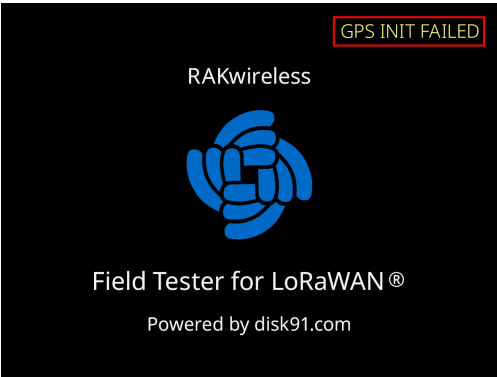 GPS INIT FAILED
RAKwireless
Field Tester for LoRaWAN®
Powered by disk91.com